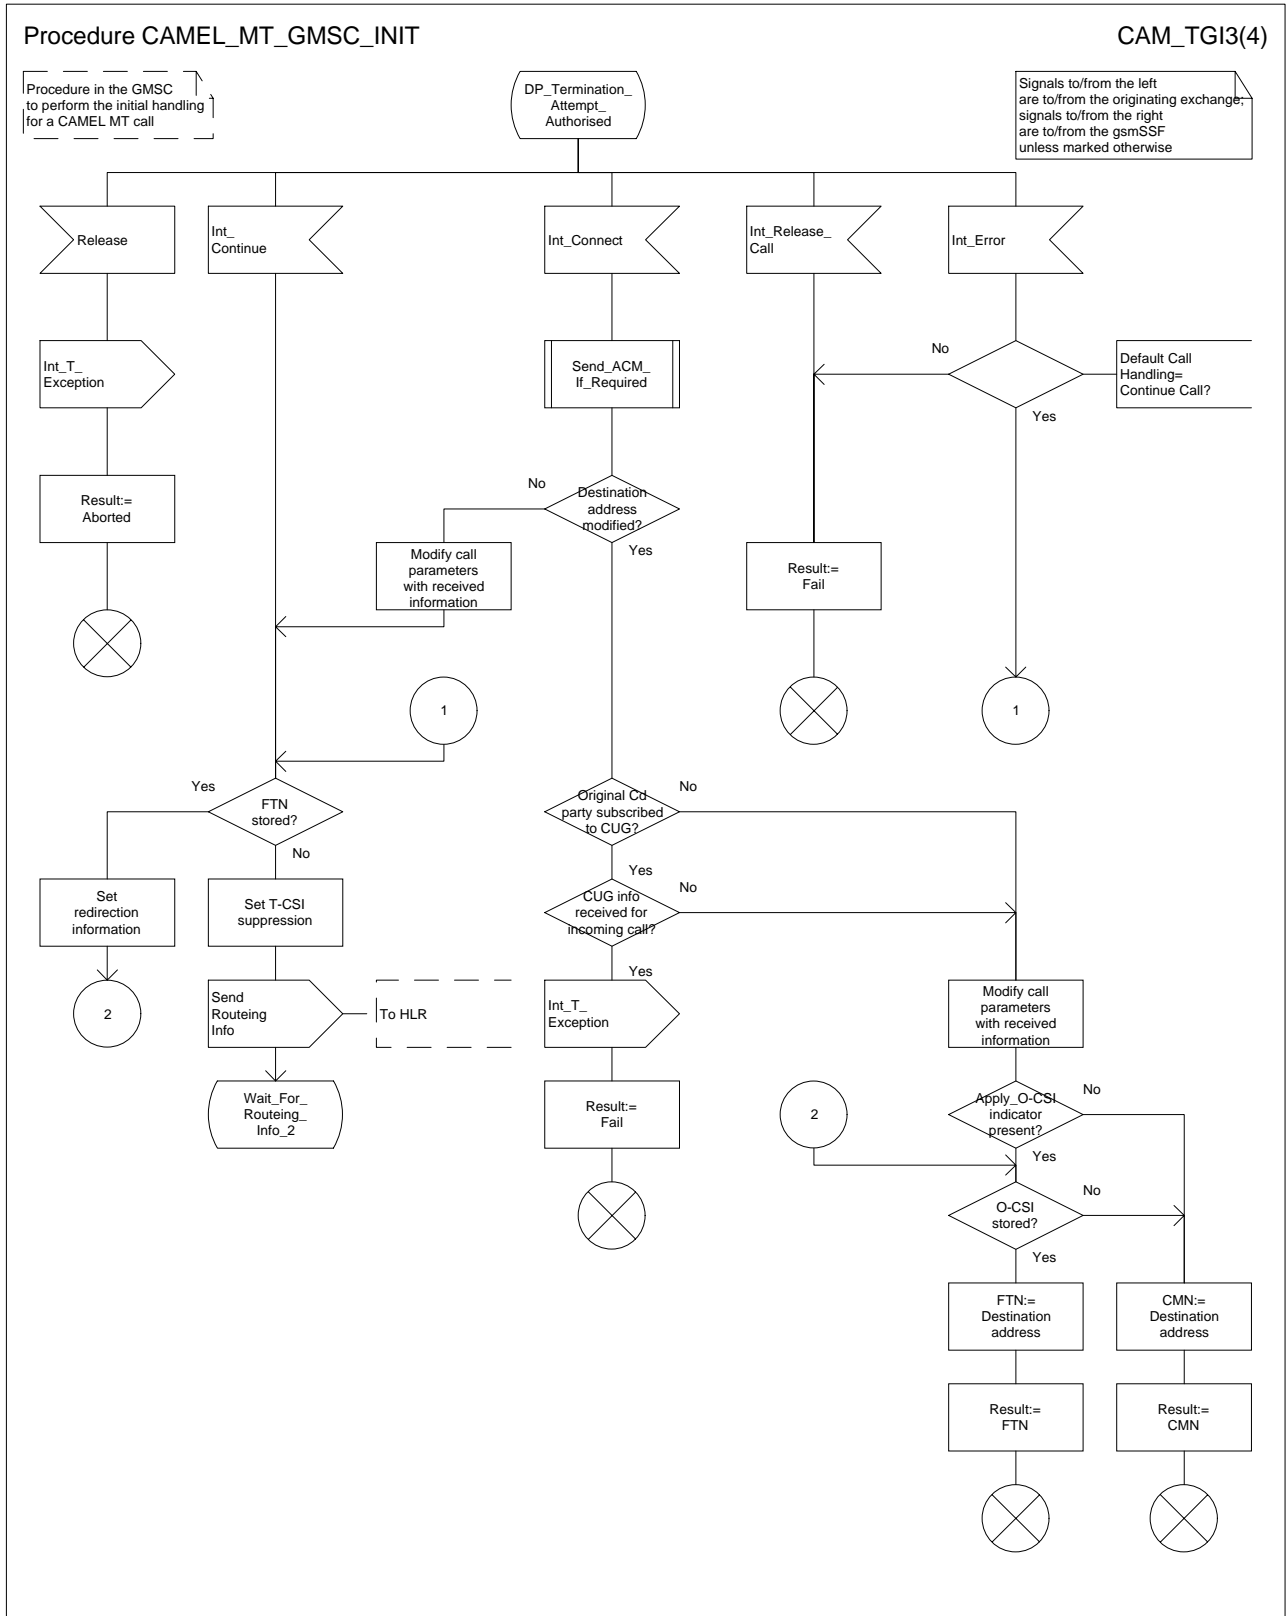 Procedure CAMEL_MT_GMSC_INIT
CAM_TGI3(4)
Procedure in the GMSC
to perform the initial handling
for a CAMEL MT call
DP_Termination_
Attempt_
Authorised
Signals to/from the left
are to/from the originating exchange;
signals to/from the right
are to/from the gsmSSF
unless marked otherwise
Release
Int_
Continue
Int_Connect
Int_Release_
Call
Int_Error
Int_T_
Exception
Send_ACM_
If_Required
No
Default Call
Handling=
Continue Call?
Yes
Result:=
Aborted
No
Destination
address
modified?
Yes
Modify call
parameters
with received
information
Result:=
Fail
1
1
Yes
FTN
stored?
No
Original Cd
party subscribed
to CUG?
No
Yes
Set
redirection
information
Set T-CSI
suppression
CUG info
received for
incoming call?
No
Yes
2
Send
Routeing
Info
To HLR
Int_T_
Exception
Modify call
parameters
with received
information
Wait_For_
Routeing_
Info_2
Result:=
Fail
2
Apply_O-CSI
indicator
present?
No
Yes
O-CSI
stored?
No
Yes
FTN:=
Destination
address
CMN:=
Destination
address
Result:=
FTN
Result:=
CMN